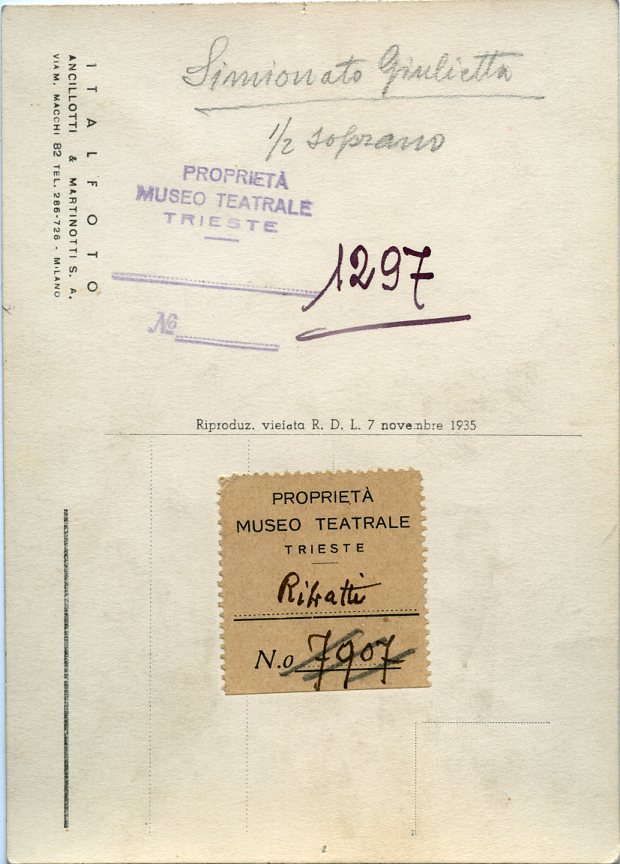 Simionato Giulietta
1/2 soprano
ITALFOTO
ANCILLOTTI & MARTINOTTI S. A.
VIA M. MACCHI 82 TEL. 286-726 - MILANO
PROPRIETÀ
MUSEO TEATRALE
TRIESTE
1297
No
Riproduz. vietata R. D. L. 7 novembre 1935
PROPRIETÀ
MUSEO TEATRALE
TRIESTE
Ritratti
N.o 7907